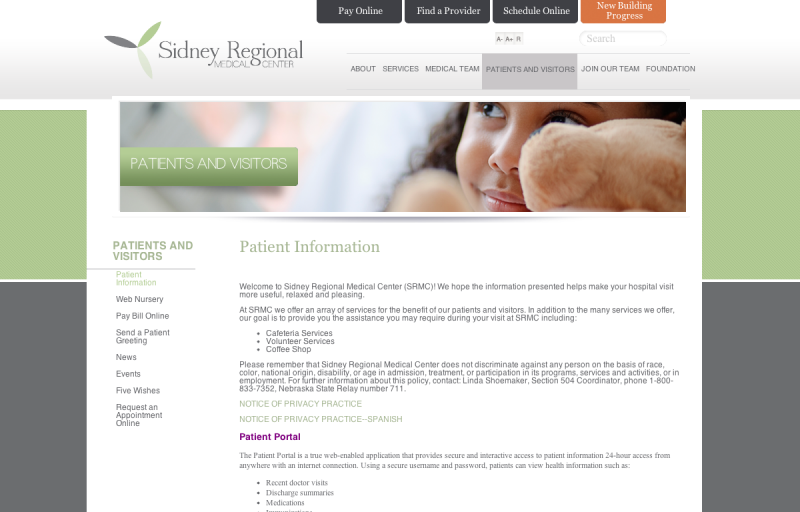 Pay Online
Find a Provider
Schedule Online
New Building
Progress
A- A+ R
Search
Sidney Regional
MEDICAL CENTER
ABOUT SERVICES MEDICAL TEAM PATIENTS AND VISITORS JOIN OUR TEAM FOUNDATION
PATIENTS AND VISITORS
PATIENTS AND
VISITORS
Patient
Information
Web Nursery
Pay Bill Online
Send a Patient
Greeting
News
Events
Five Wishes
Request an
Appointment
Online
Patient Information
Welcome to Sidney Regional Medical Center (SRMC)! We hope the information presented helps make your hospital visit
more useful, relaxed and pleasing.
At SRMC we offer an array of services for the benefit of our patients and visitors. In addition to the many services we offer,
our goal is to provide you the assistance you may require during your visit at SRMC including:
• Cafeteria Services
• Volunteer Services
• Coffee Shop
Please remember that Sidney Regional Medical Center does not discriminate against any person on the basis of race,
color, national origin, disability, or age in admission, treatment, or participation in its programs, services and activities, or in
employment. For further information about this policy, contact: Linda Shoemaker, Section 504 Coordinator, phone 1-800-
833-7352, Nebraska State Relay number 711.
NOTICE OF PRIVACY PRACTICE
NOTICE OF PRIVACY PRACTICE–SPANISH
Patient Portal
The Patient Portal is a true web-enabled application that provides secure and interactive access to patient information 24-hour access from
anywhere with an internet connection. Using a secure username and password, patients can view health information such as:
• Recent doctor visits
• Discharge summaries
• Medications